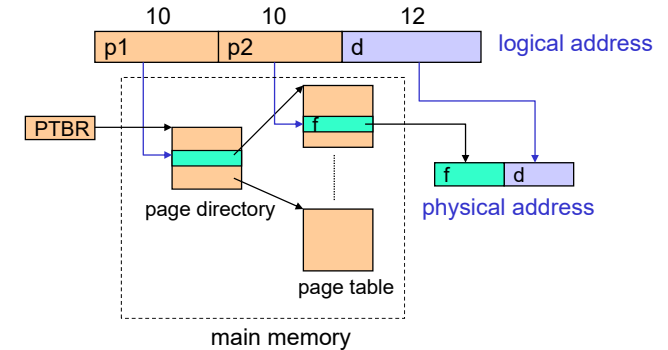 10 10 12
p1 p2 d logical address
PTBR
f
f d
page directory
physical address
page table
main memory